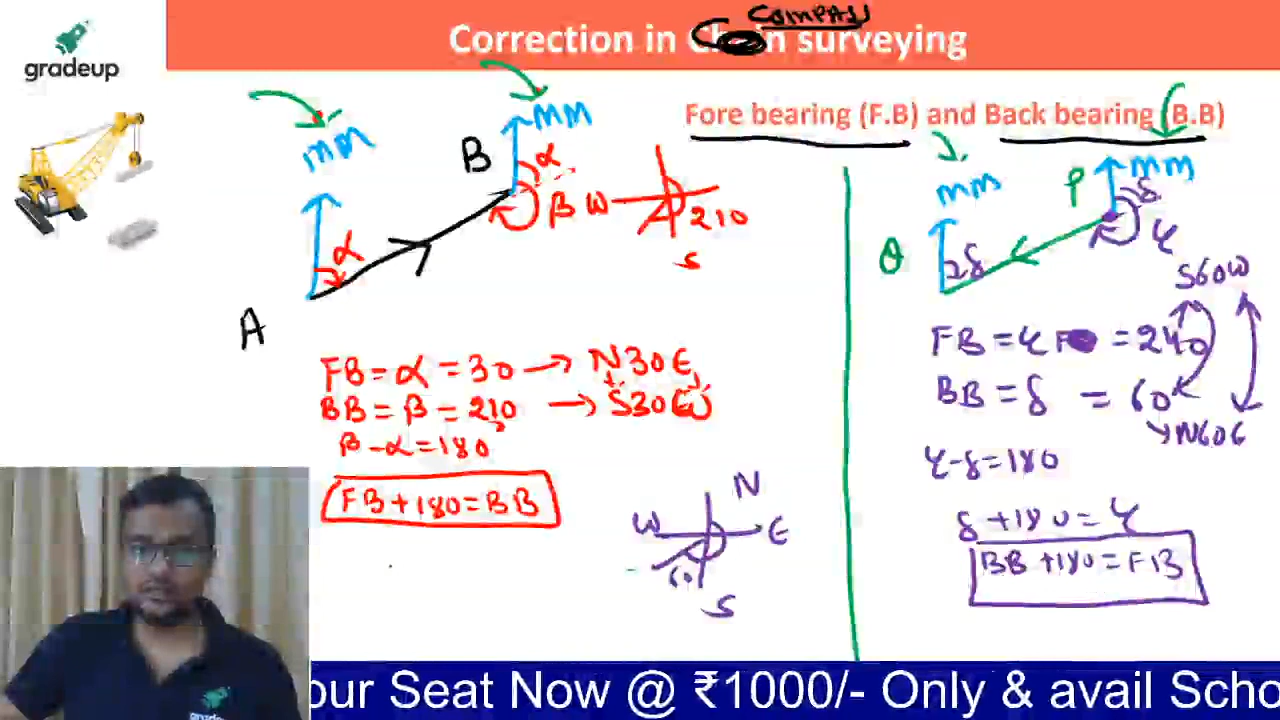 COMPASS
Correction in Chain surveying
gradeup
Fore bearing (F.B) and Back bearing (B.B)
MM
MM
B
α
β
W
210
S
α
A
FB = α = 30 → N30E
BB = β = 210 → S30W
β - α = 180
FB + 180 = BB
N
W
E
60
S
MM
MM
P
δ
Q
δ
S60W
FB = = 240
BB = δ = 60
N60E
- δ = 180
δ + 180 =
BB + 180 = FB
our Seat Now @ ₹1000/- Only & avail Scho
gradeu